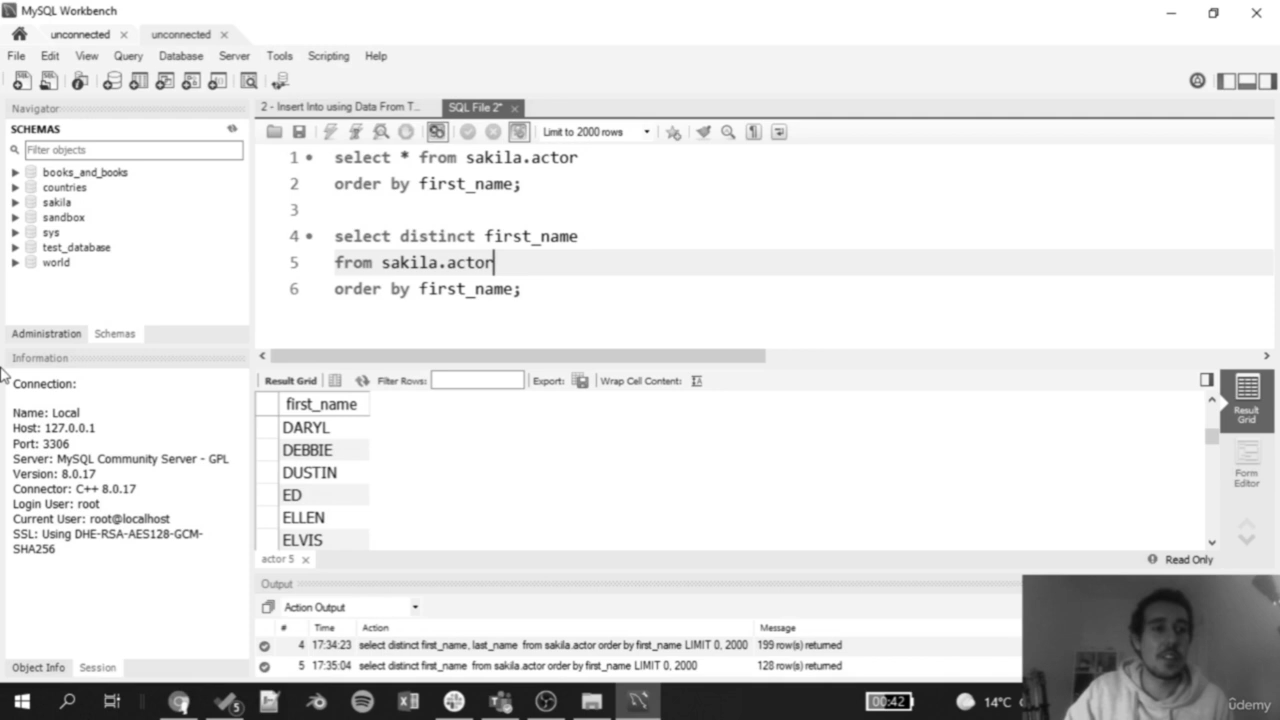 MySQL Workbench
unconnected × unconnected ×
File Edit View Query Database Server Tools Scripting Help
Navigator
SCHEMAS
Filter objects
books_and_books
countries
sakila
sandbox
sys
test_database
world
Administration Schemas
Information
Connection:
Name: Local
Host: 127.0.0.1
Port: 3306
Server: MySQL Community Server - GPL
Version: 8.0.17
Connector: C++ 8.0.17
Login User: root
Current User: root@localhost
SSL: Using DHE-RSA-AES128-GCM-
SHA256
Object Info Session
2 - Insert Into using Data From T... SQL File 2* ×
Limit to 2000 rows
1 select * from sakila.actor
2 order by first_name;
3
4 select distinct first_name
5 from sakila.actor
6 order by first_name;
Result Grid Filter Rows: Export: Wrap Cell Content:
first_name
DARYL
DEBBIE
DUSTIN
ED
ELLEN
ELVIS
Result
Grid
Form
Editor
actor 5 × Read Only
Output
Action Output
# Time Action Message
4 17:34:23 select distinct first_name, last_name from sakila.actor order by first_name LIMIT 0, 2000 199 row(s) returned
5 17:35:04 select distinct first_name from sakila.actor order by first_name LIMIT 0, 2000 128 row(s) returned
5 00:42 14°C
ûdemy